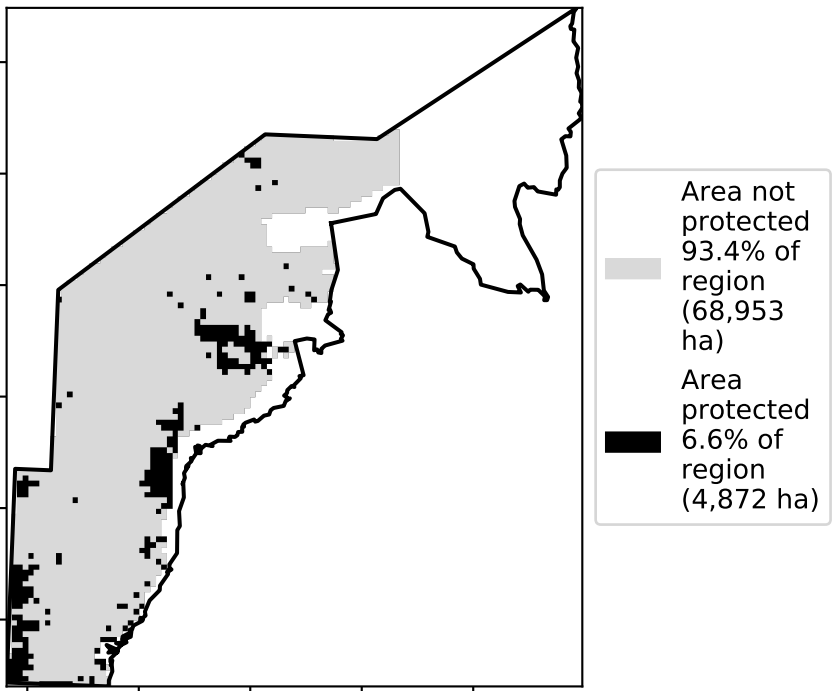 Area not
protected
93.4% of
region
(68,953
ha)
Area
protected
6.6% of
region
(4,872 ha)